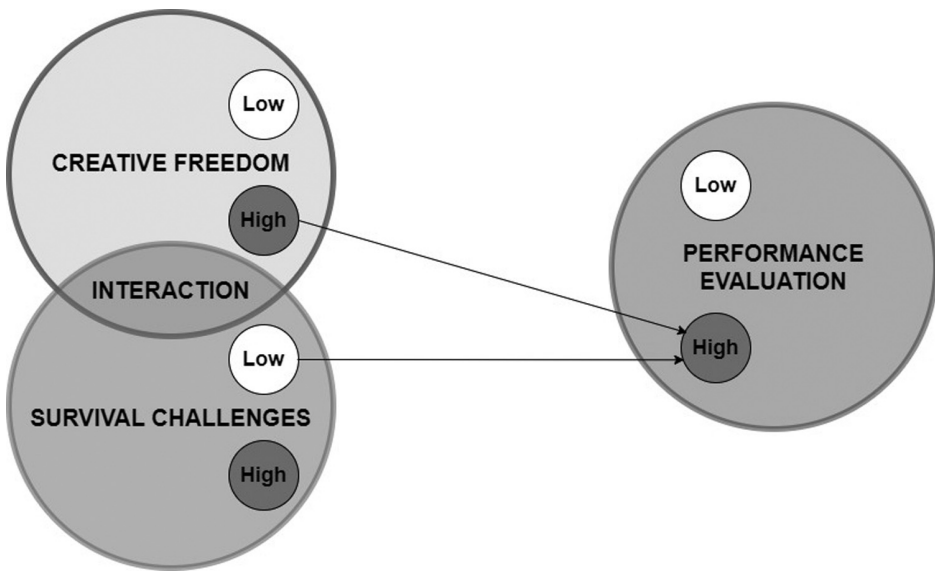 Low
CREATIVE FREEDOM
High
INTERACTION
Low
SURVIVAL CHALLENGES
High
Low
PERFORMANCE
EVALUATION
High